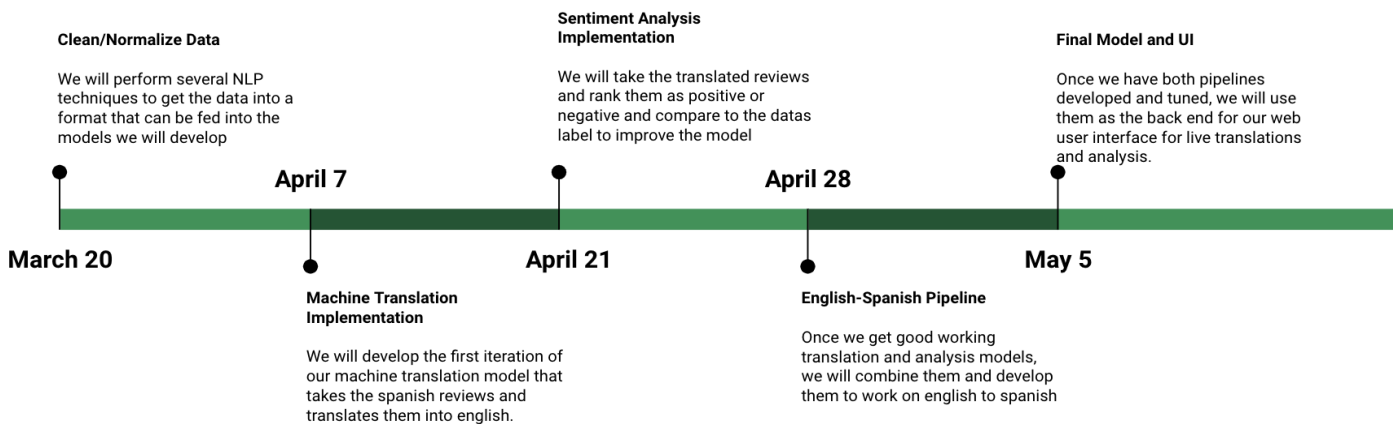 Clean/Normalize Data
We will perform several NLP
techniques to get the data into a
format that can be fed into the
models we will develop
March 20
April 7
Machine Translation
Implementation
We will develop the first iteration of
our machine translation model that
takes the spanish reviews and
translates them into english.
Sentiment Analysis
Implementation
We will take the translated reviews
and rank them as positive or
negative and compare to the datas
label to improve the model
April 21
April 28
English-Spanish Pipeline
Once we get good working
translation and analysis models,
we will combine them and develop
them to work on english to spanish
Final Model and UI
Once we have both pipelines
developed and tuned, we will use
them as the back end for our web
user interface for live translations
and analysis.
May 5